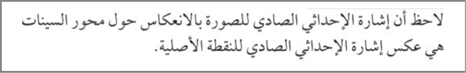 لاحظ أن إشارة الإحداثي الصادي للصورة بالانعكاس حول محور السينات
هي عكس إشارة الإحداثي الصادي للنقطة الأصلية.